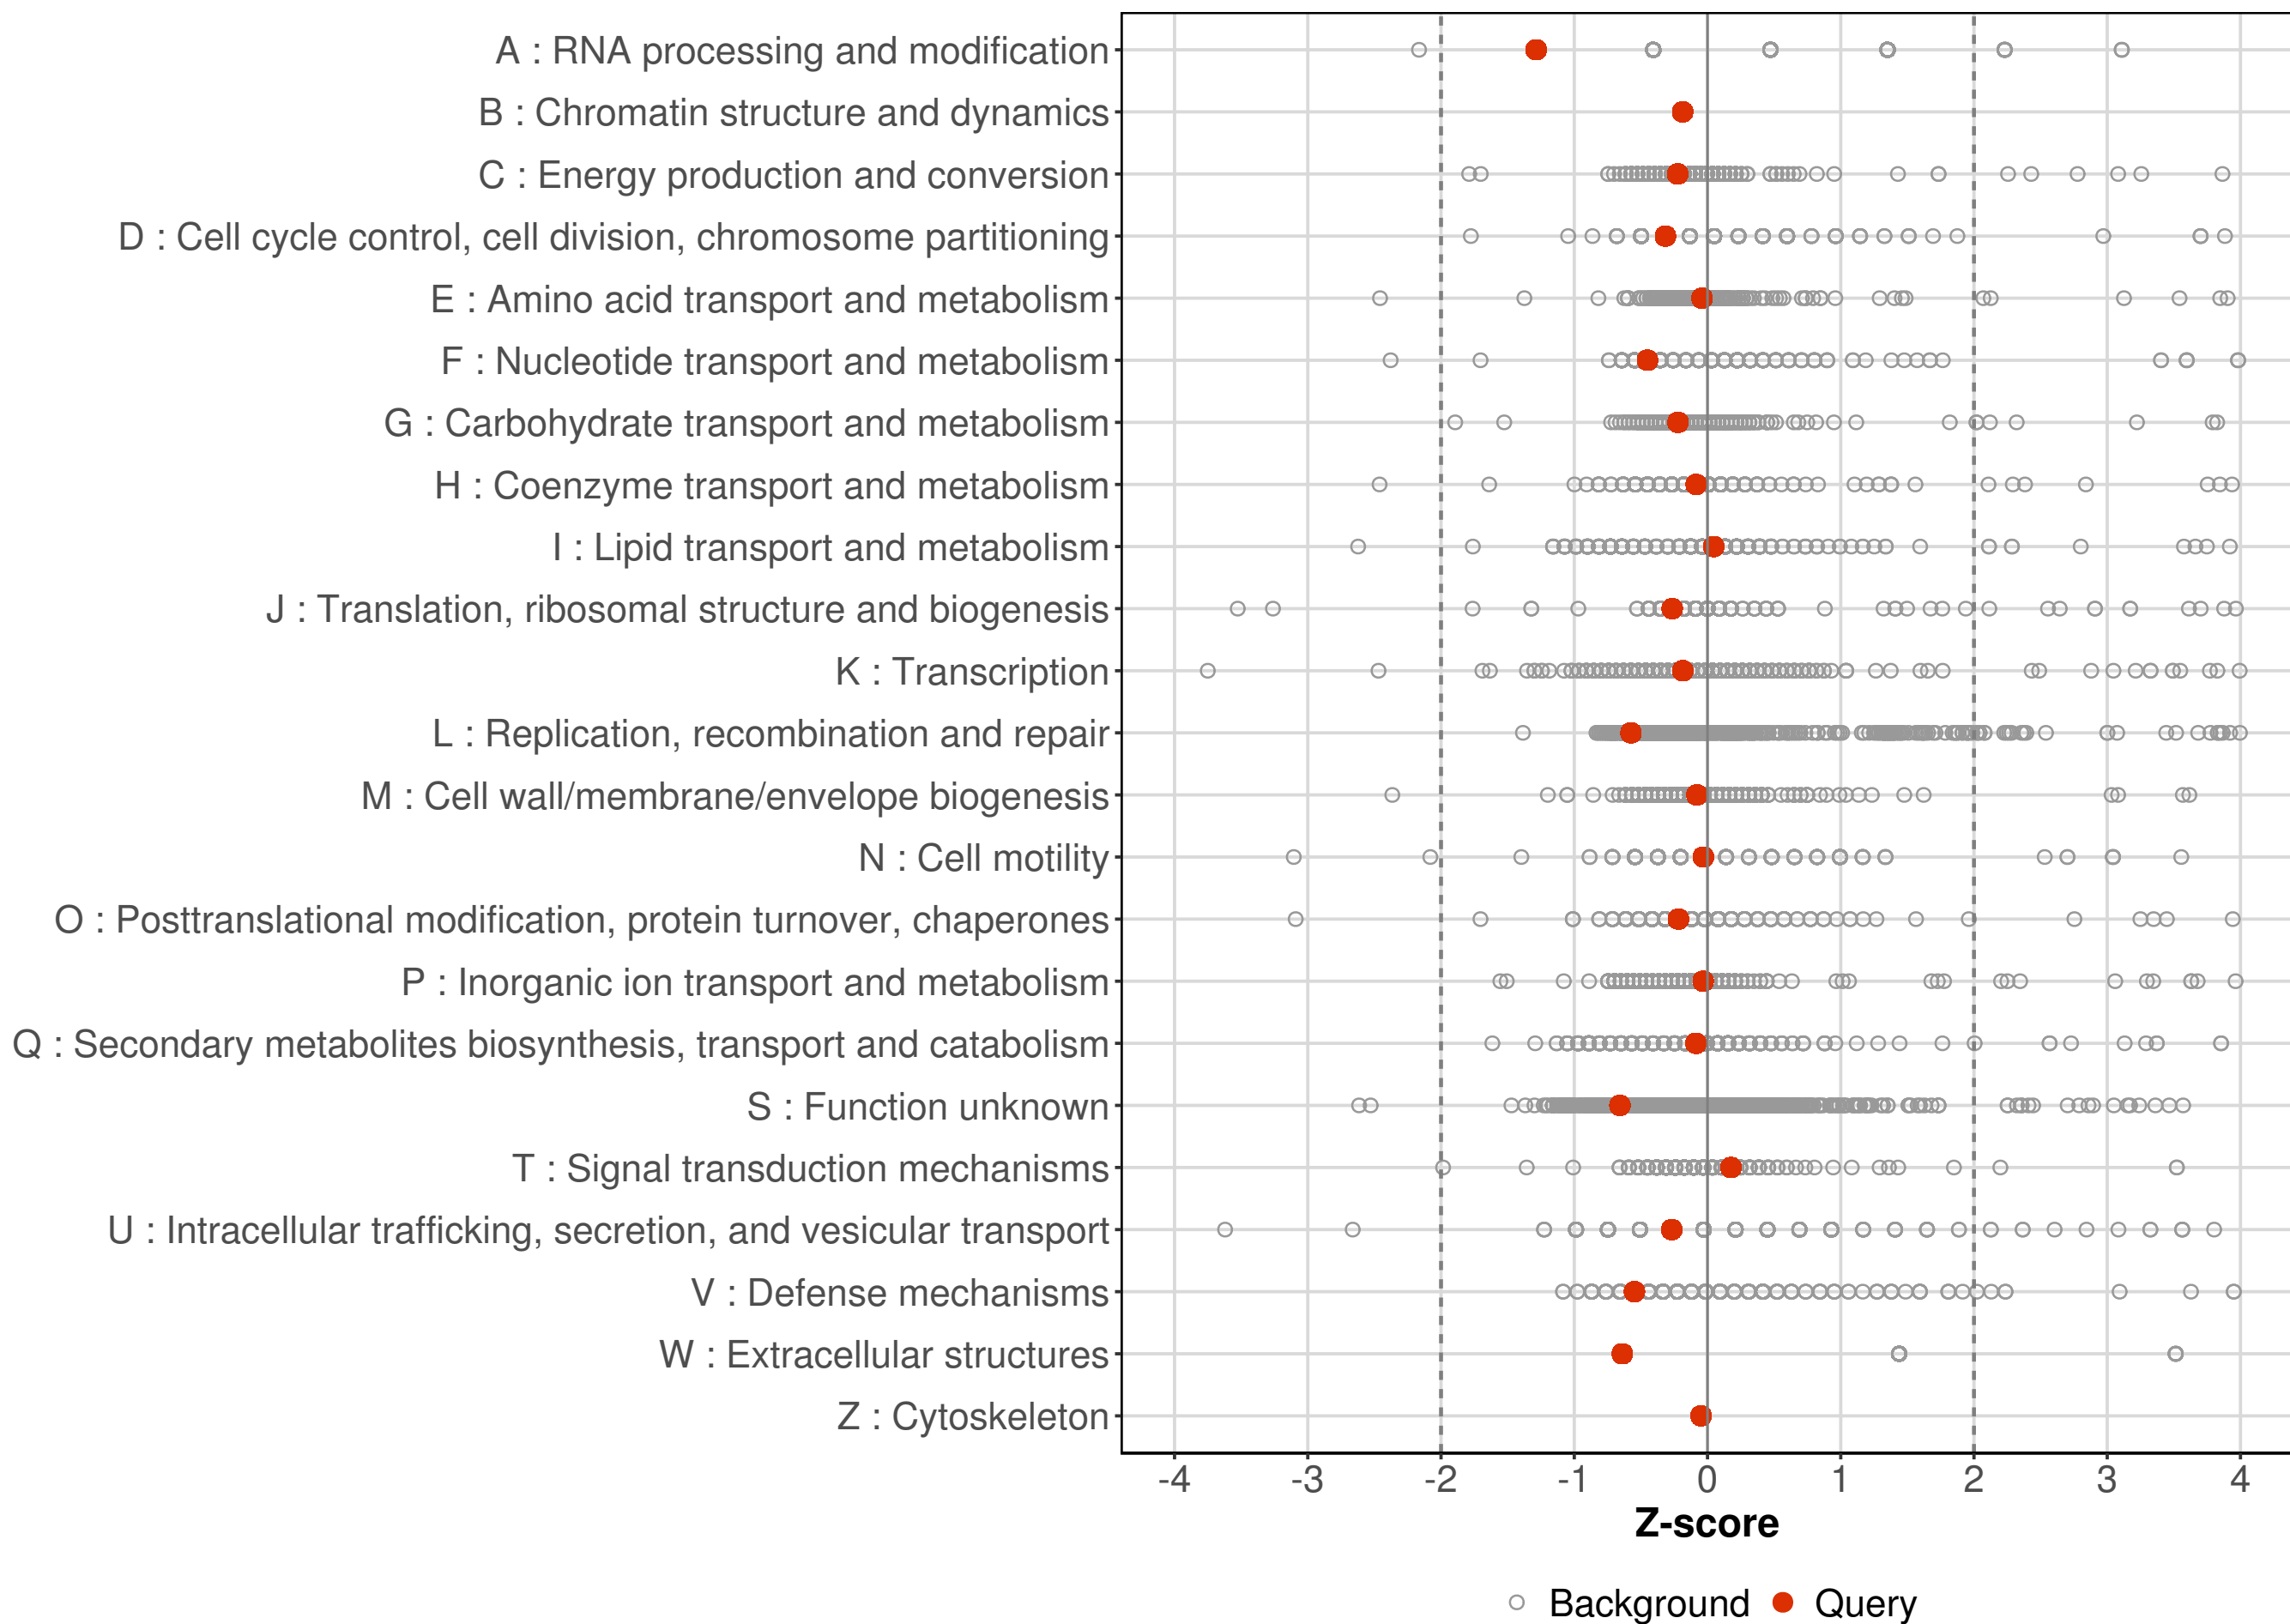 A : RNA processing and modification
B : Chromatin structure and dynamics
C : Energy production and conversion
D : Cell cycle control, cell division, chromosome partitioning
E : Amino acid transport and metabolism
F : Nucleotide transport and metabolism
G : Carbohydrate transport and metabolism
H : Coenzyme transport and metabolism
I : Lipid transport and metabolism
J : Translation, ribosomal structure and biogenesis
K : Transcription
L : Replication, recombination and repair
M : Cell wall/membrane/envelope biogenesis
N : Cell motility
O : Posttranslational modification, protein turnover, chaperones
P : Inorganic ion transport and metabolism
Q : Secondary metabolites biosynthesis, transport and catabolism
S : Function unknown
T : Signal transduction mechanisms
U : Intracellular trafficking, secretion, and vesicular transport
V : Defense mechanisms
W : Extracellular structures
Z : Cytoskeleton
-4 -3 -2 -1 0 1 2 3 4
Z-score
Background Query